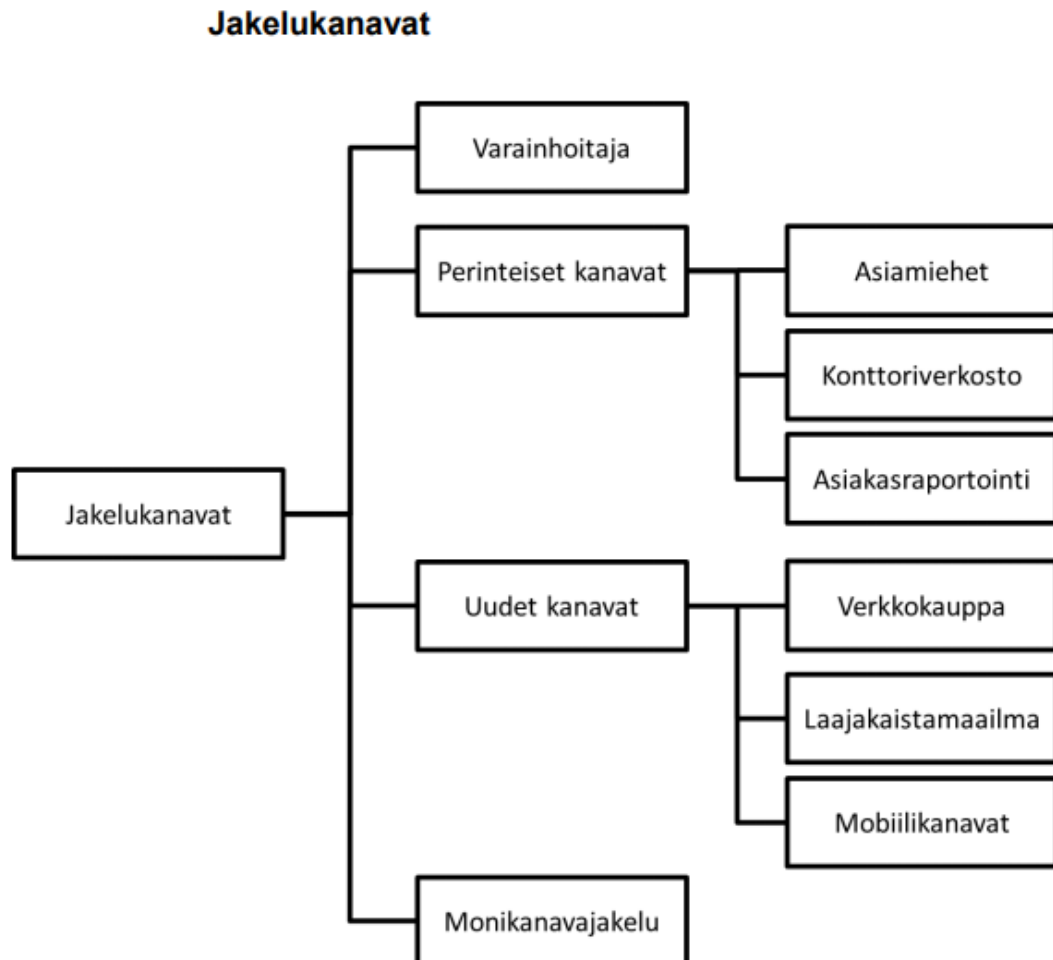 Jakelukanavat
Varainhoitaja
Perinteiset kanavat
Asiamiehet
Konttoriverkosto
Asiakasraportointi
Jakelukanavat
Uudet kanavat
Verkkokauppa
Laajakaistamaailma
Mobiilikanavat
Monikanavajakelu